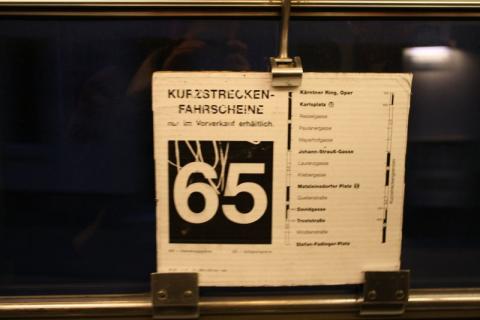 KURZSTRECKEN-
FAHRSCHEINE
nur im Vorverkauf erhältlich.
65
Kärntner Ring, Oper
Karlsplatz
Resselgasse
Paulanergasse
Mayerhofgasse
Johann-Strauß-Gasse
Laurenzgasse
Kliebergasse
Matzleinsdorfer Platz
Quellenstraße
Davidgasse
Troststraße
Windtenstraße
Stefan-Fadinger-Platz